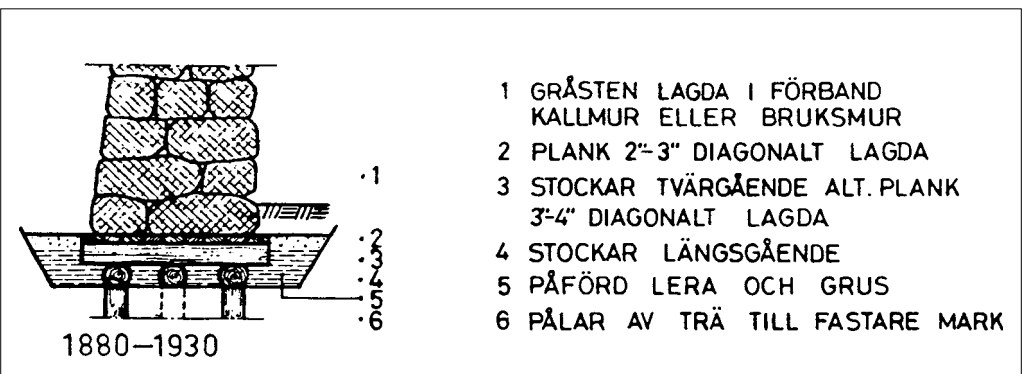 1 GRÅSTEN LAGDA I FÖRBAND
KALLMUR ELLER BRUKSMUR
2 PLANK 2"-3" DIAGONALT LAGDA
3 STOCKAR TVÄRGÅENDE ALT. PLANK
3"-4" DIAGONALT LAGDA
4 STOCKAR LÄNGSGÅENDE
5 PÅFÖRD LERA OCH GRUS
6 PÅLAR AV TRÄ TILL FASTARE MARK
·1
·2
·3
·4
·5
·6
1880–1930